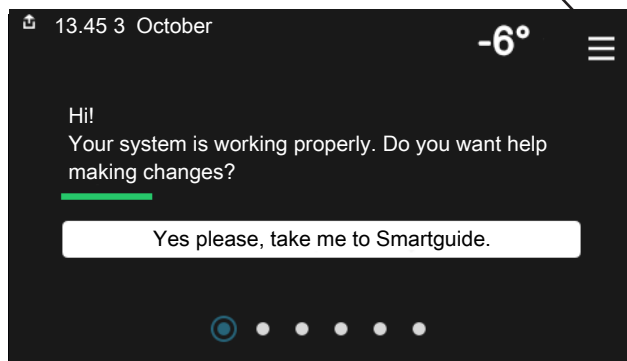 13.45 3 October
-6°
Hi!
Your system is working properly. Do you want help
making changes?
Yes please, take me to Smartguide.